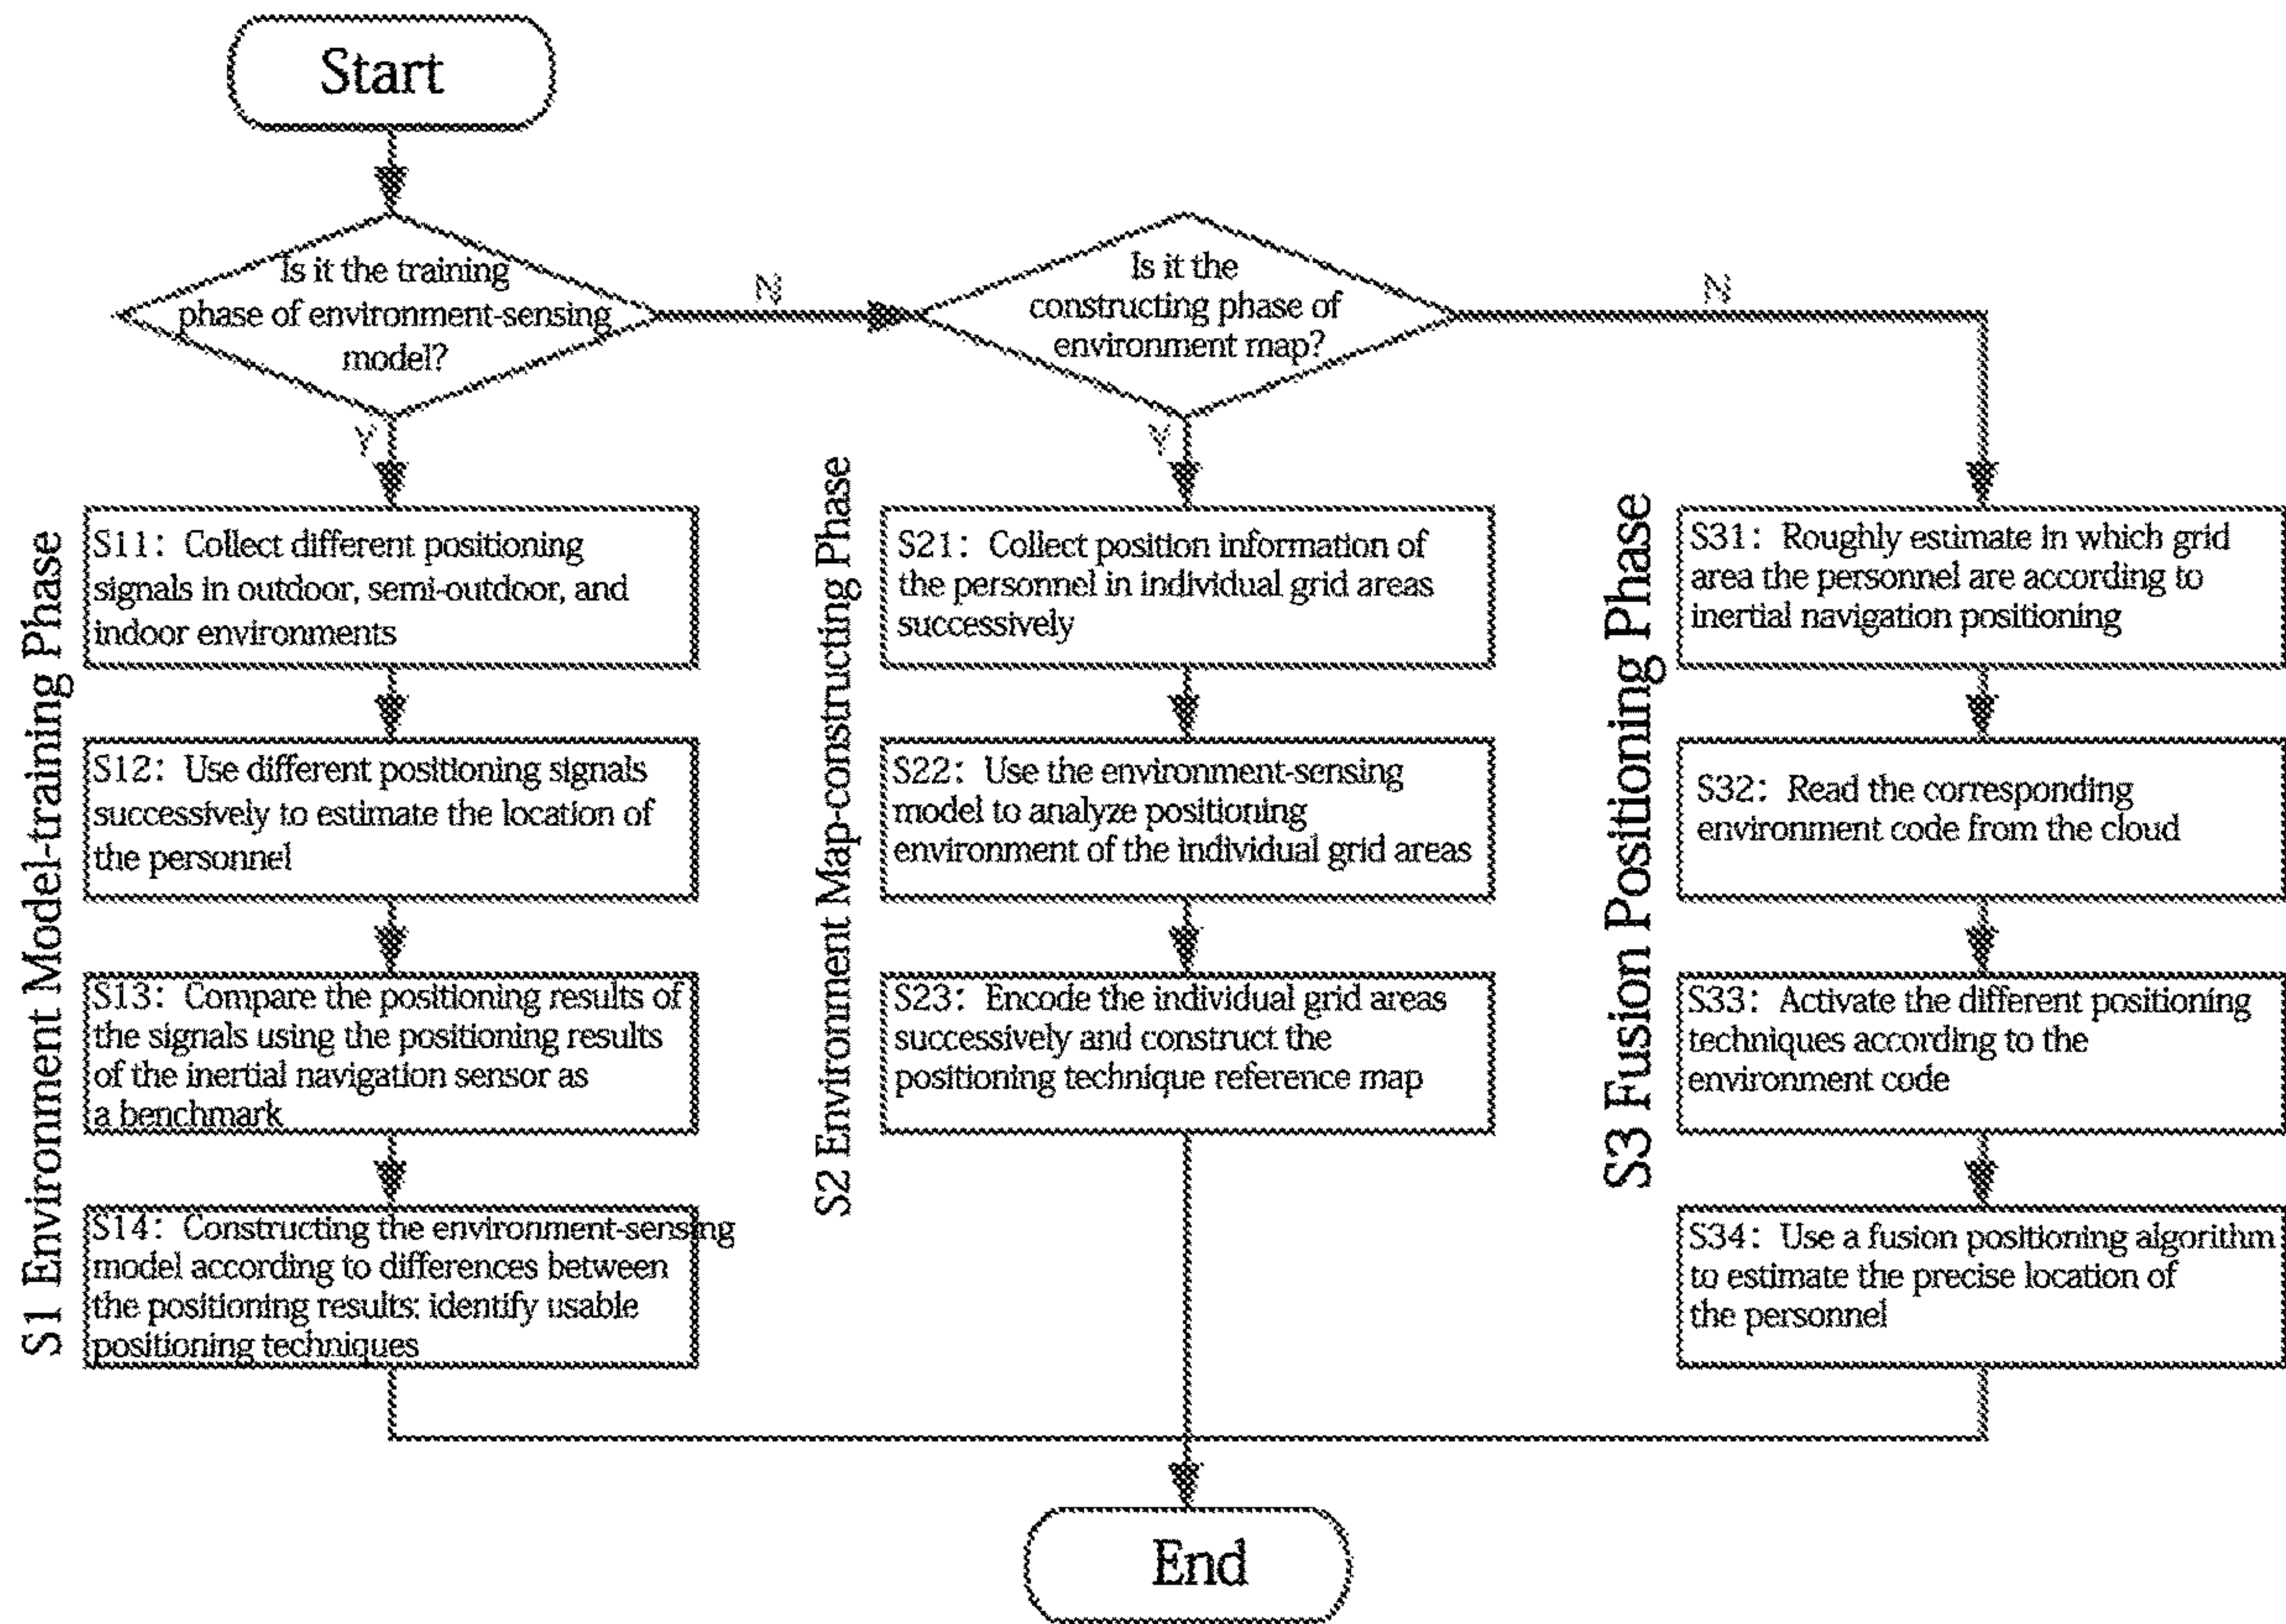 Start
Is it the training
phase of environment-sensing
model?
N
Is it the
constructing phase of
environment map?
N
Y
Y
S1 Environment Model-training Phase
S11: Collect different positioning
signals in outdoor, semi-outdoor, and
indoor environments
S12: Use different positioning signals
successively to estimate the location of
the personnel
S13: Compare the positioning results of
the signals using the positioning results
of the inertial navigation sensor as
a benchmark
S14: Constructing the environment-sensing
model according to differences between
the positioning results; identify usable
positioning techniques
S2 Environment Map-constructing Phase
S21: Collect position information of
the personnel in individual grid areas
successively
S22: Use the environment-sensing
model to analyze positioning
environment of the individual grid areas
S23: Encode the individual grid areas
successively and construct the
positioning technique reference map
S3 Fusion Positioning Phase
S31: Roughly estimate in which grid
area the personnel are according to
inertial navigation positioning
S32: Read the corresponding
environment code from the cloud
S33: Activate the different positioning
techniques according to the
environment code
S34: Use a fusion positioning algorithm
to estimate the precise location of
the personnel
End